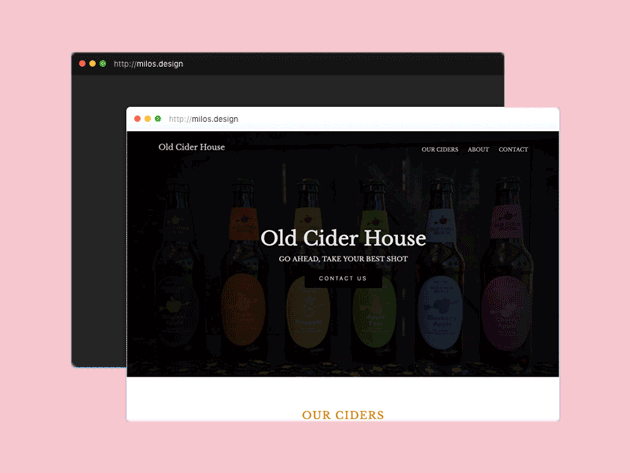 http://milos.design
http://milos.design
Old Cider House
OUR CIDERS ABOUT CONTACT
Old Cider House
GO AHEAD, TAKE YOUR BEST SHOT
CONTACT US
OUR CIDERS